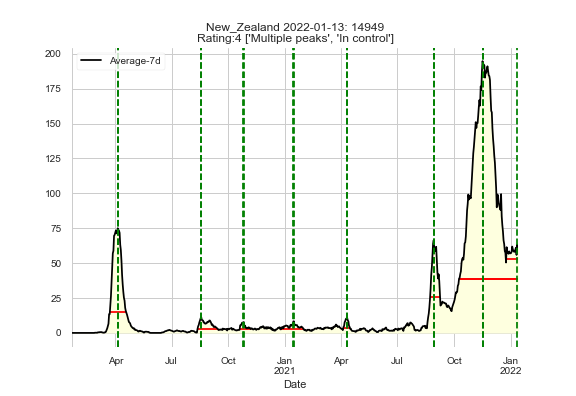 New_Zealand 2022-01-13: 14949
Rating:4 ['Multiple peaks', 'In control']
Average-7d
200
175
150
125
100
75
50
25
0
Apr Jul Oct Jan Apr Jul Oct Jan
2021 2022
Date